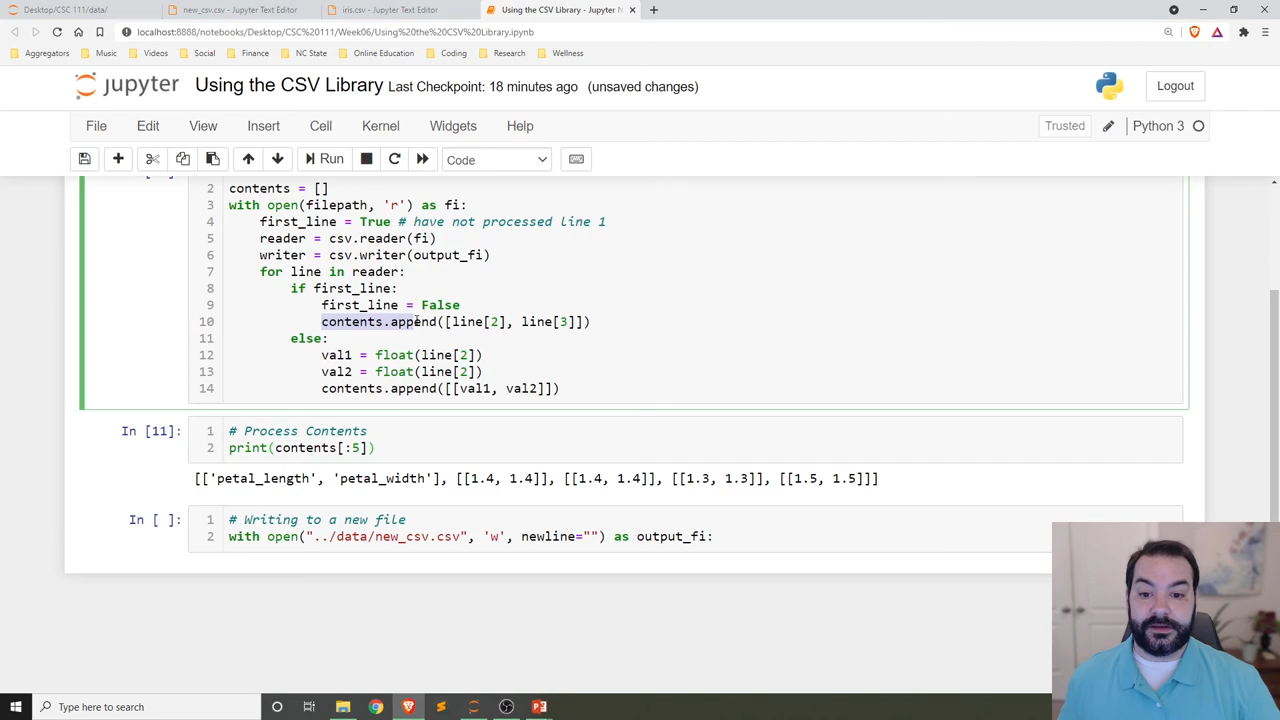 Desktop/CSC 111/data/
new_csv.csv - Jupyter Text Editor
iris.csv - Jupyter Text Editor
Using the CSV Library - Jupyter N
localhost:8888/notebooks/Desktop/CSC%20111/Week06/Using%20the%20CSV%20Library.ipynb
Aggregators Music Videos Social Finance NC State Online Education Coding Research Wellness
jupyter Using the CSV Library Last Checkpoint: 18 minutes ago (unsaved changes) Logout
File Edit View Insert Cell Kernel Widgets Help Trusted Python 3
Run Code
2 contents = []
3 with open(filepath, 'r') as fi:
4 first_line = True # have not processed line 1
5 reader = csv.reader(fi)
6 writer = csv.writer(output_fi)
7 for line in reader:
8 if first_line:
9 first_line = False
10 contents.append([line[2], line[3]])
11 else:
12 val1 = float(line[2])
13 val2 = float(line[2])
14 contents.append([[val1, val2]])
In [11]: 1 # Process Contents
2 print(contents[:5])
[['petal_length', 'petal_width'], [[1.4, 1.4]], [[1.4, 1.4]], [[1.3, 1.3]], [[1.5, 1.5]]]
In [ ]: 1 # Writing to a new file
2 with open("../data/new_csv.csv", 'w', newline="") as output_fi:
Type here to search